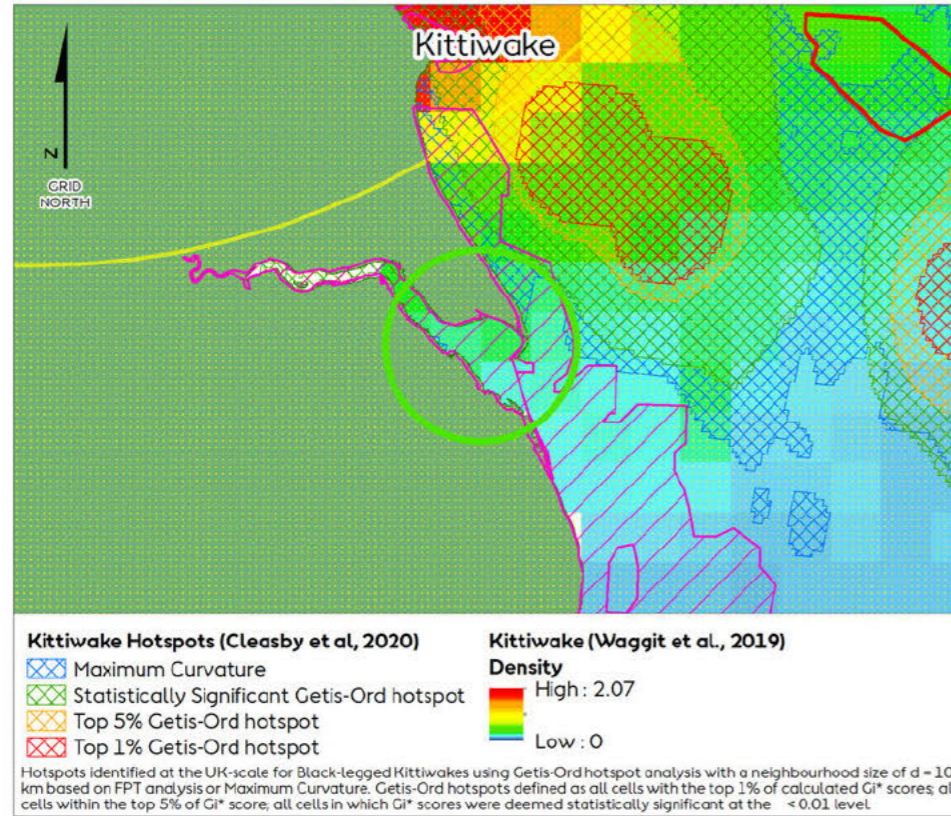 Kittiwake
N
GRID
NORTH
Kittiwake Hotspots (Cleasby et al, 2020)
Maximum Curvature
Statistically Significant Getis-Ord hotspot
Top 5% Getis-Ord hotspot
Top 1% Getis-Ord hotspot
Kittiwake (Waggit et al., 2019)
Density
High : 2.07
Low : 0
Hotspots identified at the UK-scale for Black-legged Kittiwakes using Getis-Ord hotspot analysis with a neighbourhood size of d = 10
km based on FPT analysis or Maximum Curvature. Getis-Ord hotspots defined as all cells with the top 1% of calculated Gi* scores; al
cells within the top 5% of Gi* score; all cells in which Gi* scores were deemed statistically significant at the < 0.01 level